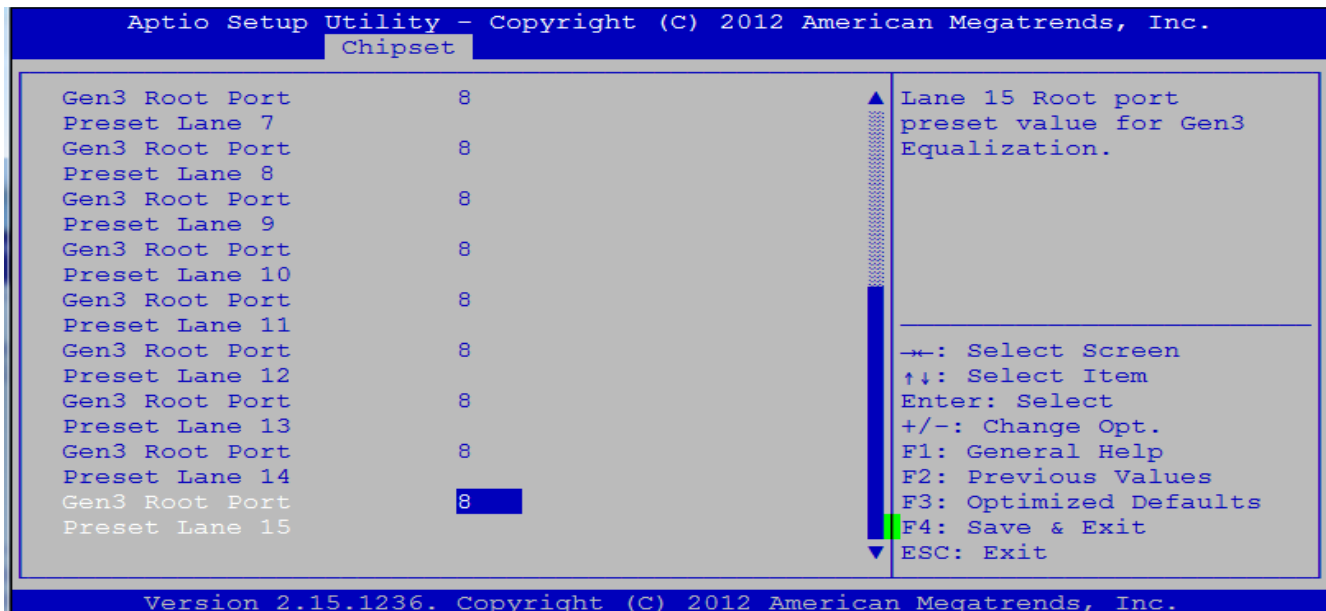 Aptio Setup Utility – Copyright (C) 2012 American Megatrends, Inc.
Chipset
Gen3 Root Port 8
Preset Lane 7
Gen3 Root Port 8
Preset Lane 8
Gen3 Root Port 8
Preset Lane 9
Gen3 Root Port 8
Preset Lane 10
Gen3 Root Port 8
Preset Lane 11
Gen3 Root Port 8
Preset Lane 12
Gen3 Root Port 8
Preset Lane 13
Gen3 Root Port 8
Preset Lane 14
Gen3 Root Port 8
Preset Lane 15
Lane 15 Root port
preset value for Gen3
Equalization.
→←: Select Screen
↑↓: Select Item
Enter: Select
+/-: Change Opt.
F1: General Help
F2: Previous Values
F3: Optimized Defaults
F4: Save & Exit
ESC: Exit
Version 2.15.1236. Copyright (C) 2012 American Megatrends, Inc.